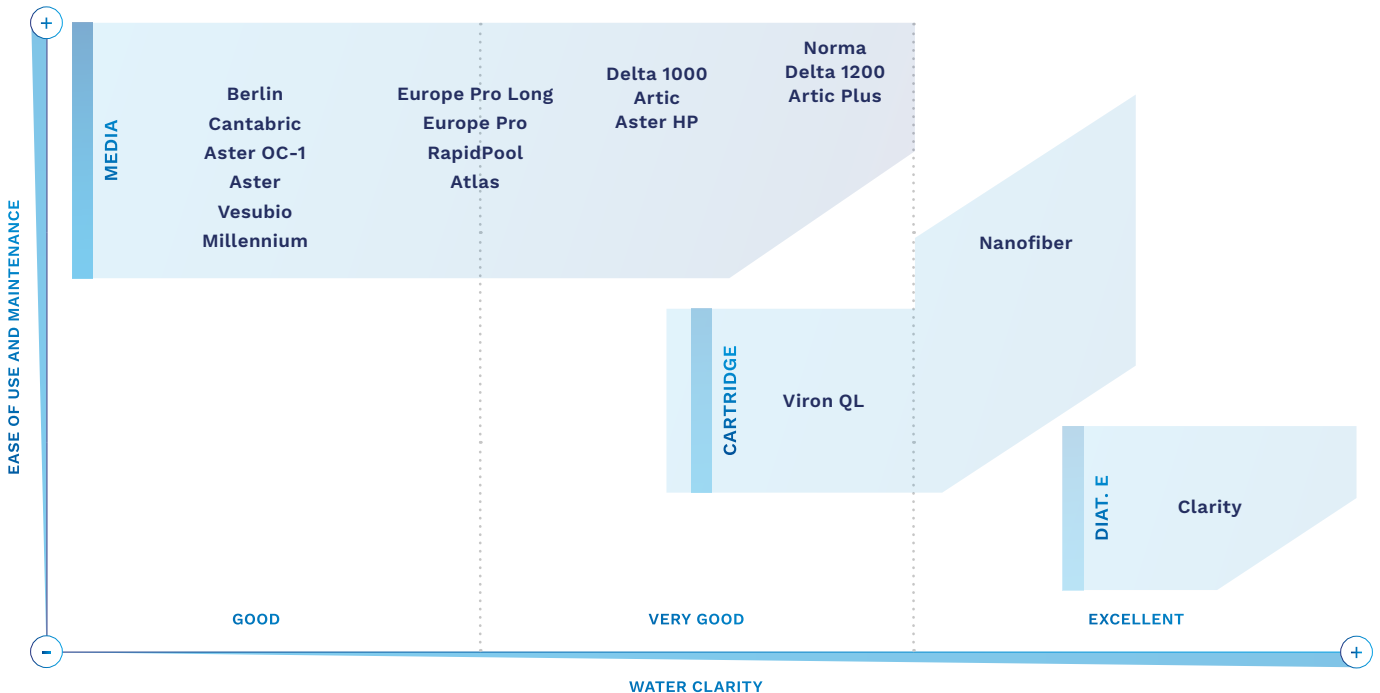 +
EASE OF USE AND MAINTENANCE
MEDIA
Berlin
Cantabric
Aster OC-1
Aster
Vesubio
Millennium
Europe Pro Long
Europe Pro
RapidPool
Atlas
Delta 1000
Artic
Aster HP
Norma
Delta 1200
Artic Plus
Nanofiber
CARTRIDGE
Viron QL
DIAT. E
Clarity
GOOD
VERY GOOD
EXCELLENT
-
+
WATER CLARITY